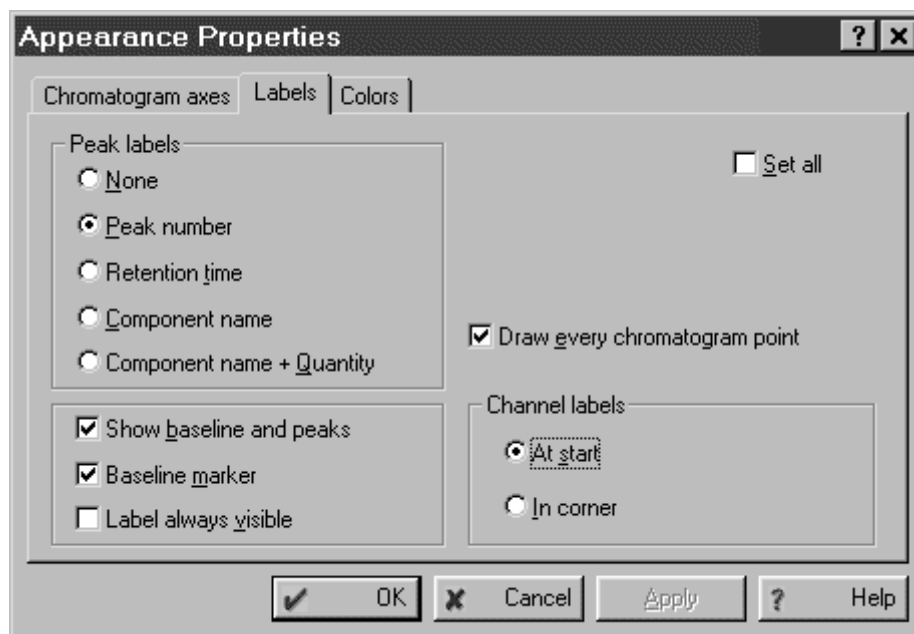 Appearance Properties
Chromatogram axes
Labels
Colors
Peak labels
None
Peak number
Retention time
Component name
Component name + Quantity
Set all
Draw every chromatogram point
Show baseline and peaks
Baseline marker
Label always visible
Channel labels
At start
In corner
OK
Cancel
Apply
? Help